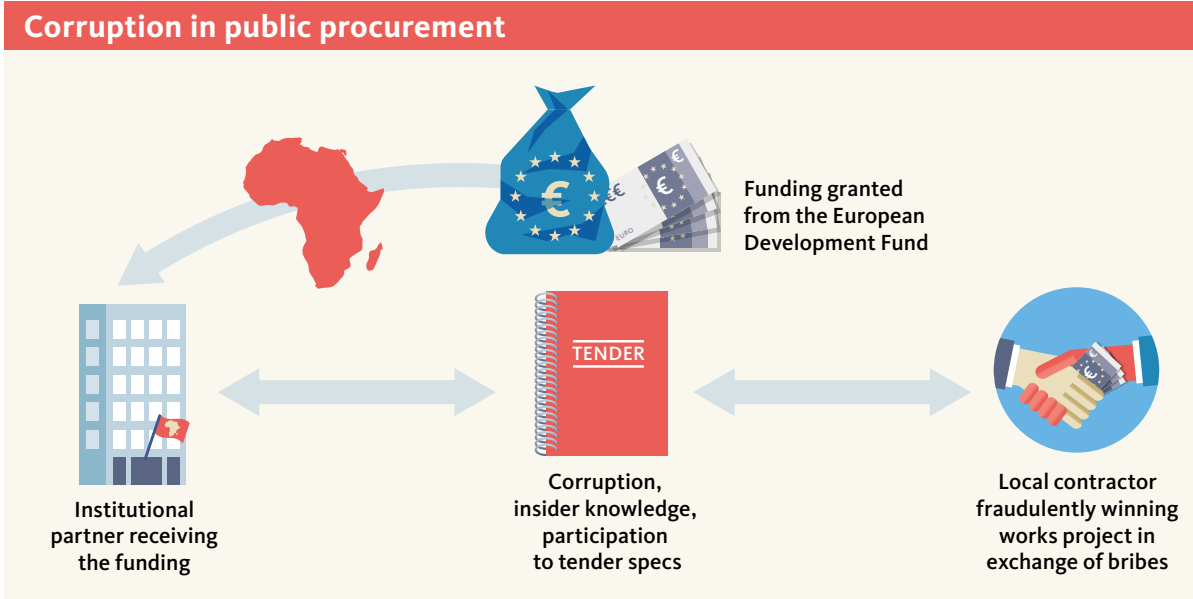 Corruption in public procurement
€
€€
€
€
EURO
Funding granted
from the European
Development Fund
TENDER
€
Institutional
partner receiving
the funding
Corruption,
insider knowledge,
participation
to tender specs
Local contractor
fraudulently winning
works project in
exchange of bribes